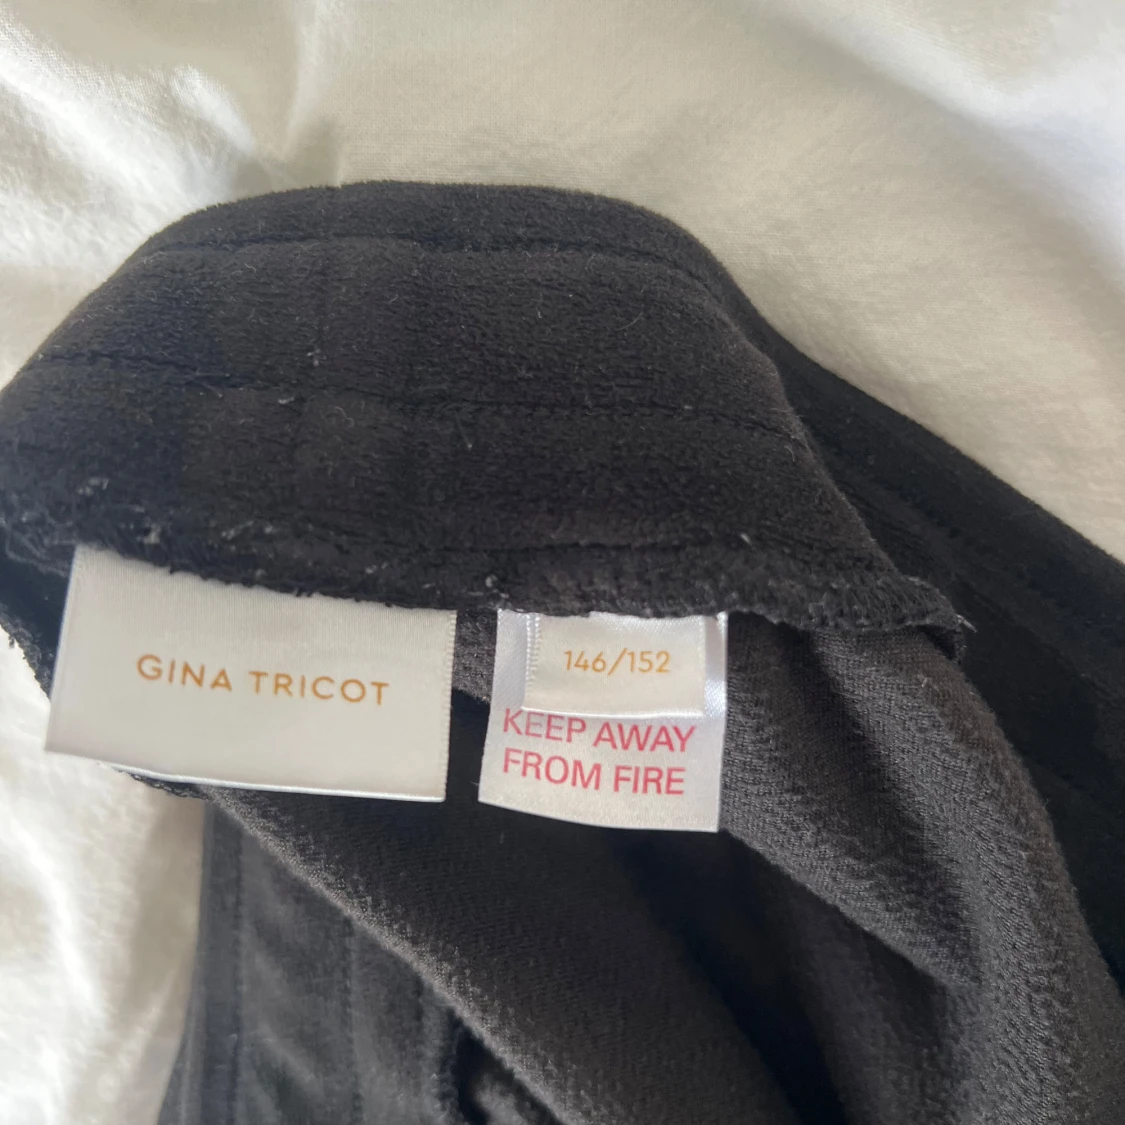 GINA TRICOT
146/152
KEEP AWAY
FROM FIRE